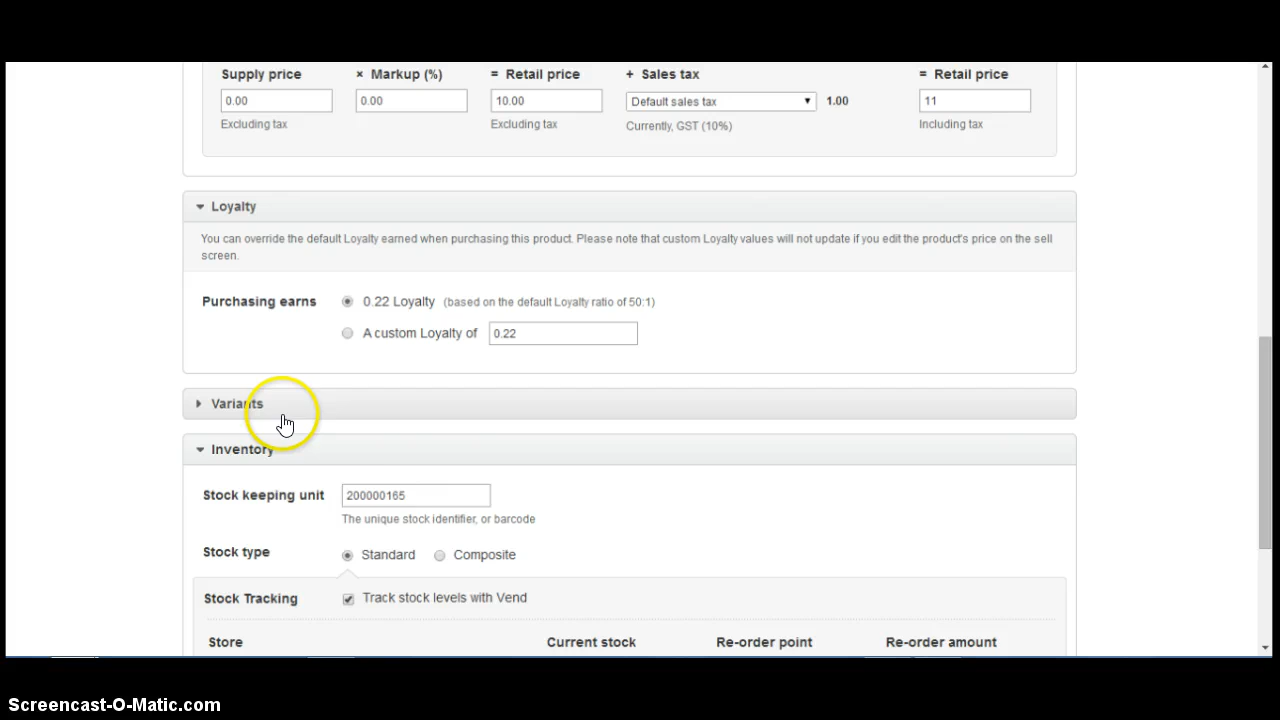 Supply price × Markup (%) = Retail price + Sales tax = Retail price
0.00 0.00 10.00 Default sales tax 1.00 11
Excluding tax Excluding tax Currently, GST (10%) Including tax
Loyalty
You can override the default Loyalty earned when purchasing this product. Please note that custom Loyalty values will not update if you edit the product's price on the sell
screen.
Purchasing earns 0.22 Loyalty (based on the default Loyalty ratio of 50:1)
A custom Loyalty of 0.22
Variants
Inventory
Stock keeping unit 200000165
The unique stock identifier, or barcode
Stock type Standard Composite
Stock Tracking Track stock levels with Vend
Store Current stock Re-order point Re-order amount
Screencast-O-Matic.com